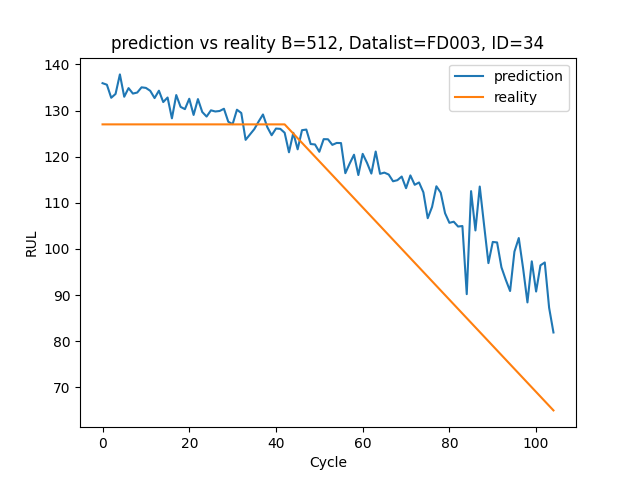 prediction vs reality B=512, Datalist=FD003, ID=34
prediction
reality
140
130
120
110
100
90
80
70
RUL
0 20 40 60 80 100
Cycle